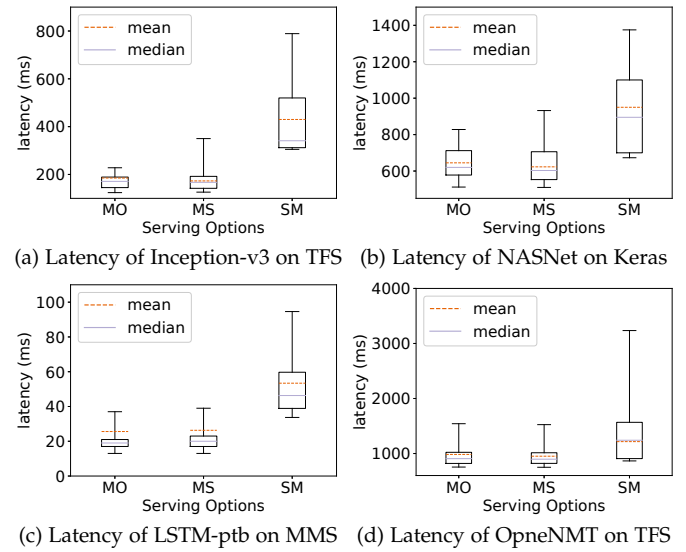 mean
median
800
600
400
200
latency (ms)
MO MS SM
Serving Options
(a) Latency of Inception-v3 on TFS
mean
median
1400
1200
1000
800
600
latency (ms)
MO MS SM
Serving Options
(b) Latency of NASNet on Keras
mean
median
100
80
60
40
20
0
latency (ms)
MO MS SM
Serving Options
(c) Latency of LSTM-ptb on MMS
mean
median
4000
3000
2000
1000
latency (ms)
MO MS SM
Serving Options
(d) Latency of OpneNMT on TFS